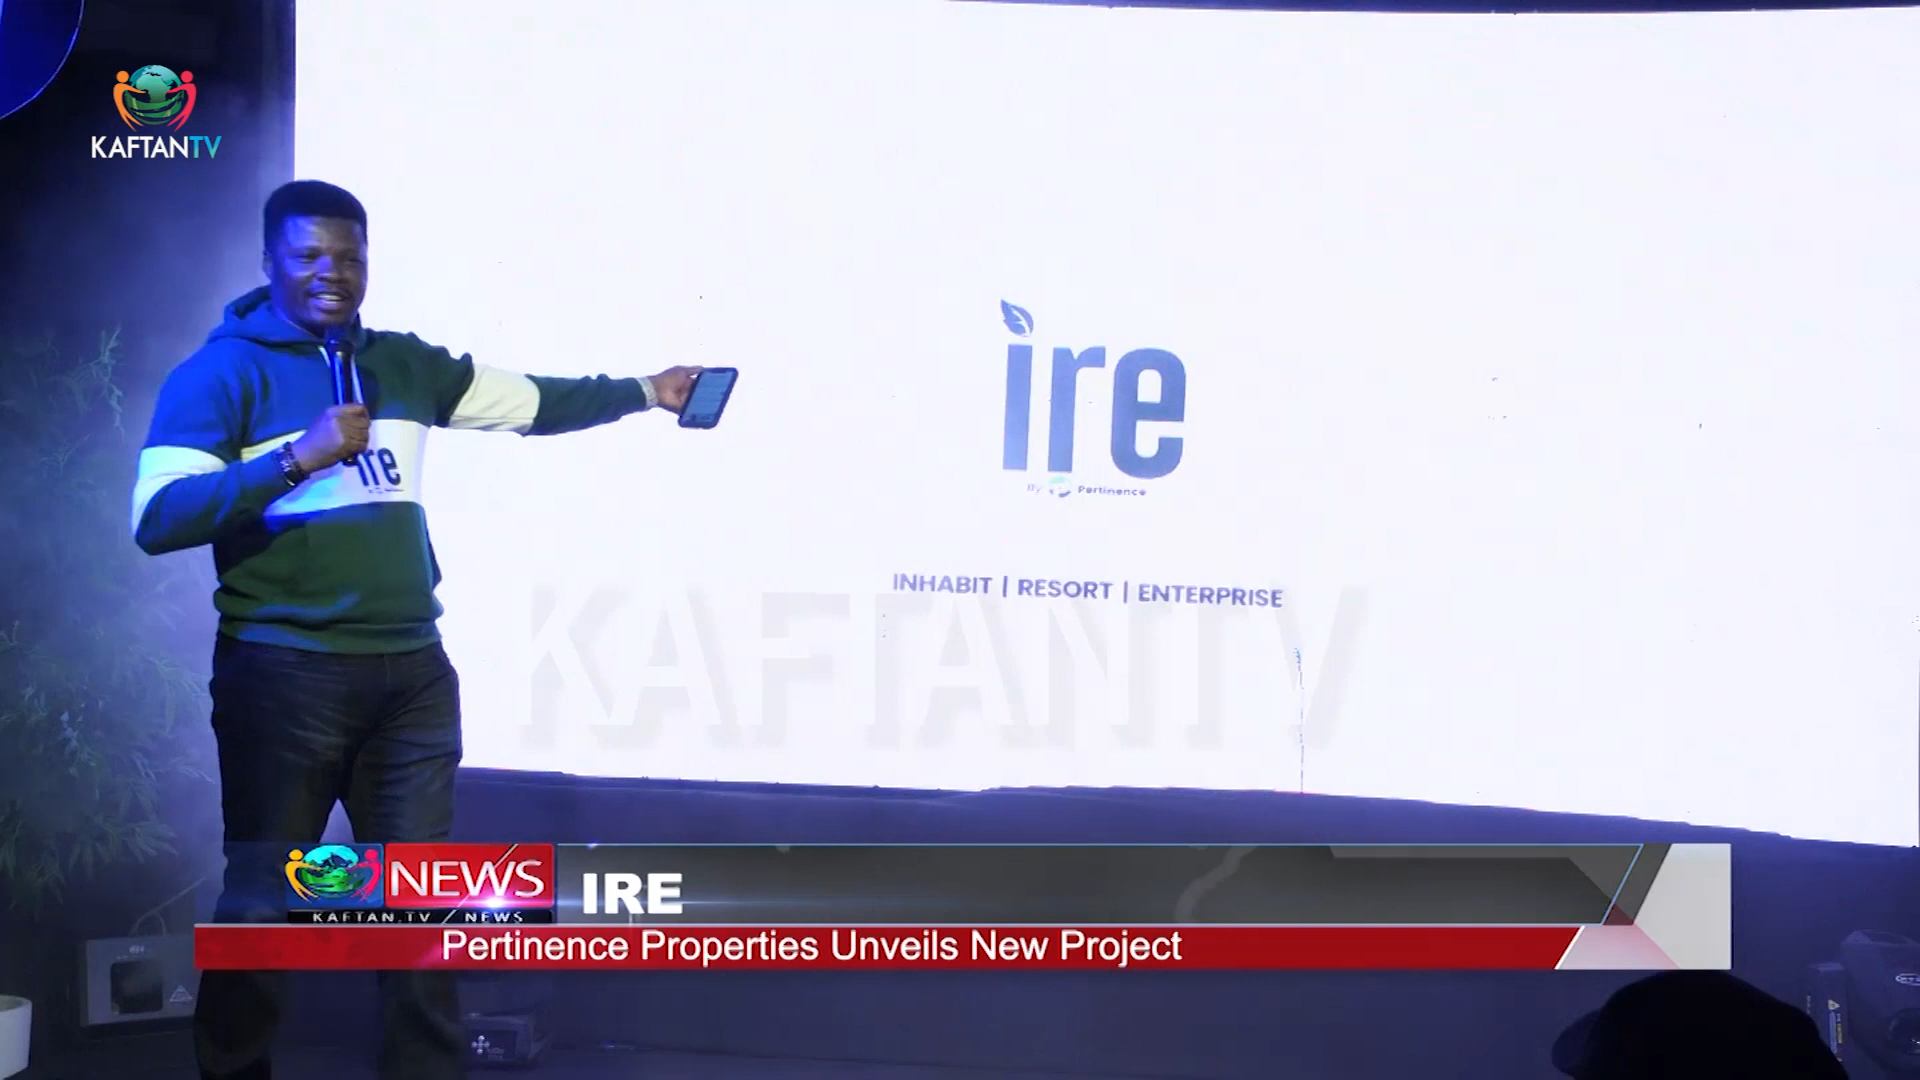 KAFTANTV
ire
By Pertinence
INHABIT | RESORT | ENTERPRISE
ire
KAFTANTV
NEWS
IRE
KAFTAN.TV / NEWS
Pertinence Properties Unveils New Project